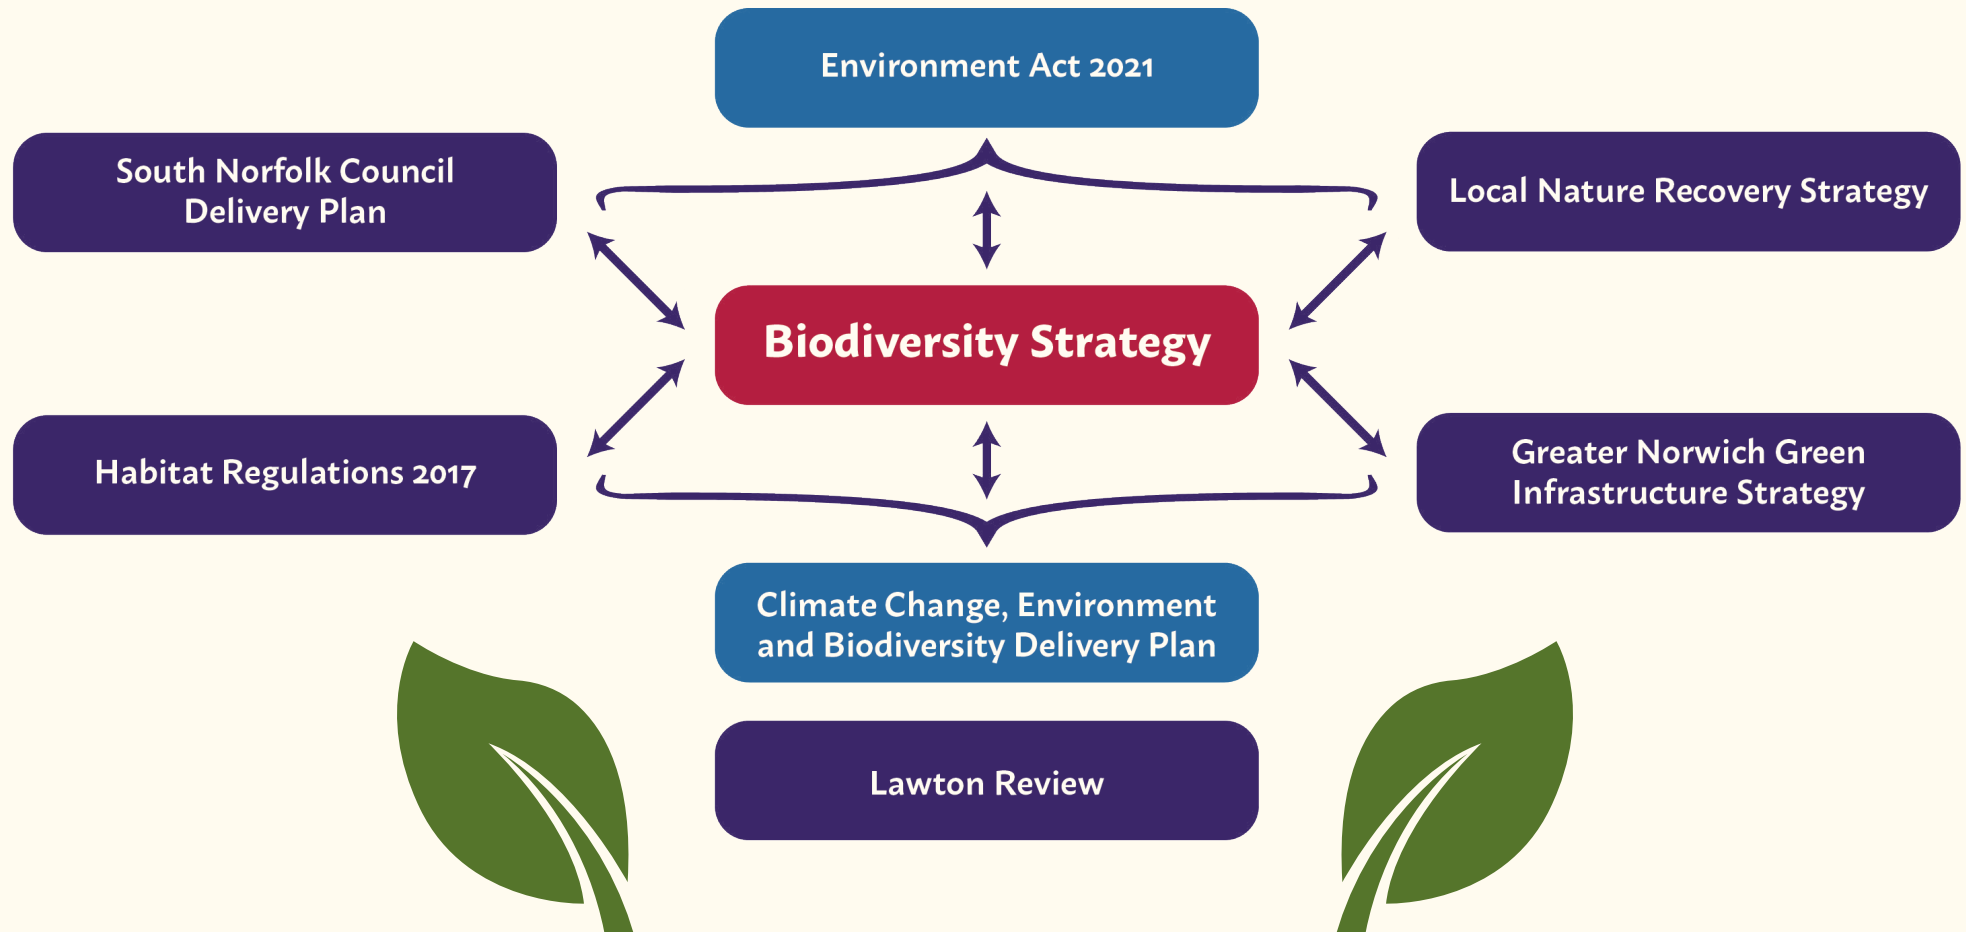 Environment Act 2021
South Norfolk Council
Delivery Plan
Local Nature Recovery Strategy
Biodiversity Strategy
Habitat Regulations 2017
Greater Norwich Green
Infrastructure Strategy
Climate Change, Environment
and Biodiversity Delivery Plan
Lawton Review